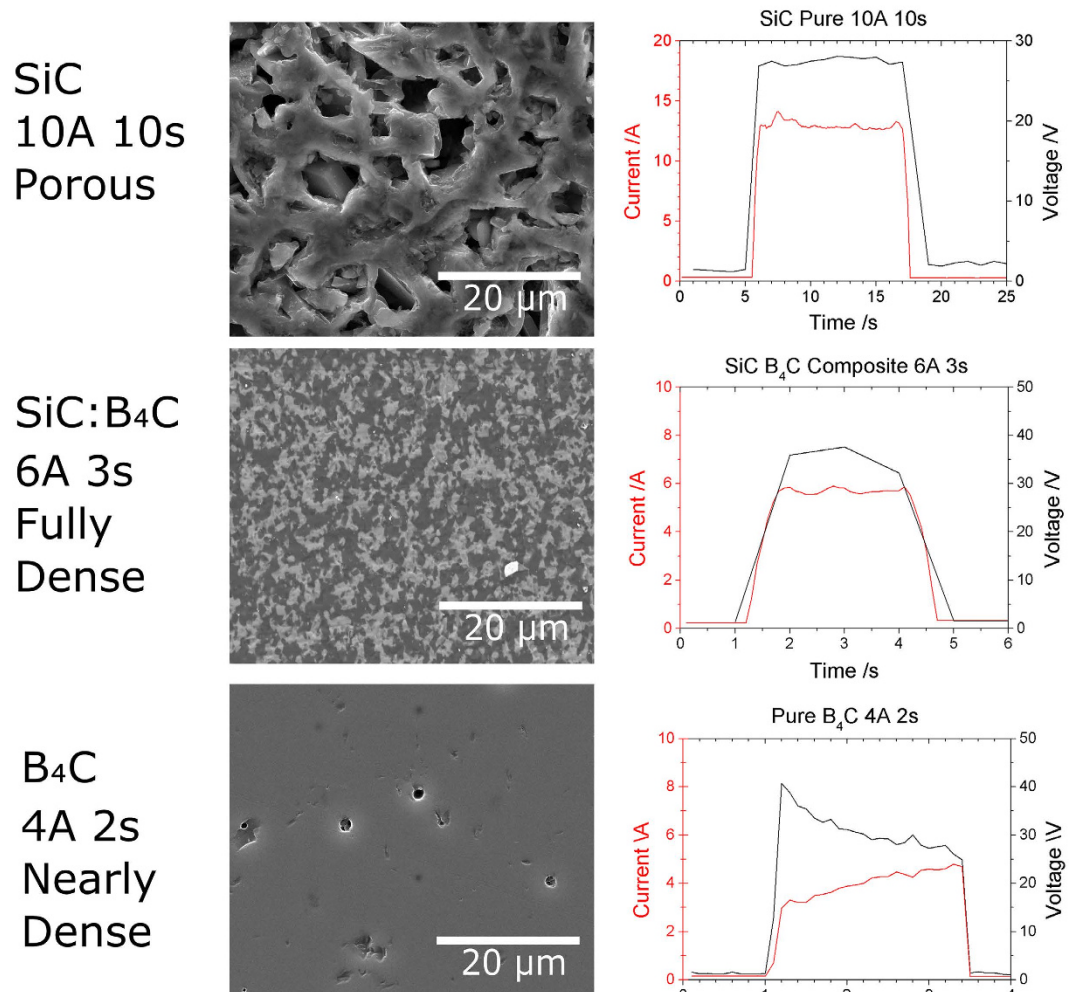 SiC
10A 10s
Porous
20 µm
SiC Pure 10A 10s
20
15
10
5
0
Current /A
30
20
10
0
Voltage /V
0 5 10 15 20 25
Time /s
SiC:B₄C
6A 3s
Fully
Dense
20 µm
SiC B₄C Composite 6A 3s
10
8
6
4
2
0
Current /A
50
40
30
20
10
0
Voltage /V
0 1 2 3 4 5 6
Time /s
B₄C
4A 2s
Nearly
Dense
20 µm
Pure B₄C 4A 2s
10
8
6
4
2
0
Current \A
50
40
30
20
10
0
Voltage \V